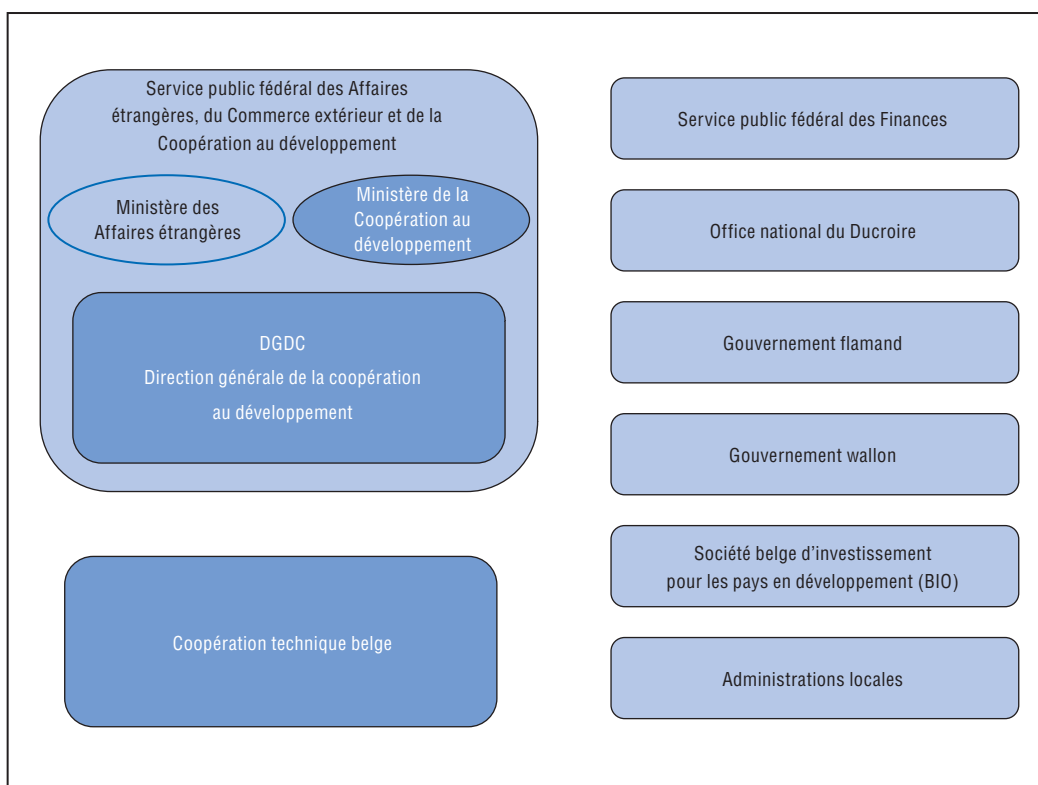 Service public fédéral des Affaires
étrangères, du Commerce extérieur et de la
Coopération au développement
Ministère des
Affaires étrangères
Ministère de la
Coopération au
développement
DGDC
Direction générale de la coopération
au développement
Coopération technique belge
Service public fédéral des Finances
Office national du Ducroire
Gouvernement flamand
Gouvernement wallon
Société belge d'investissement
pour les pays en développement (BIO)
Administrations locales